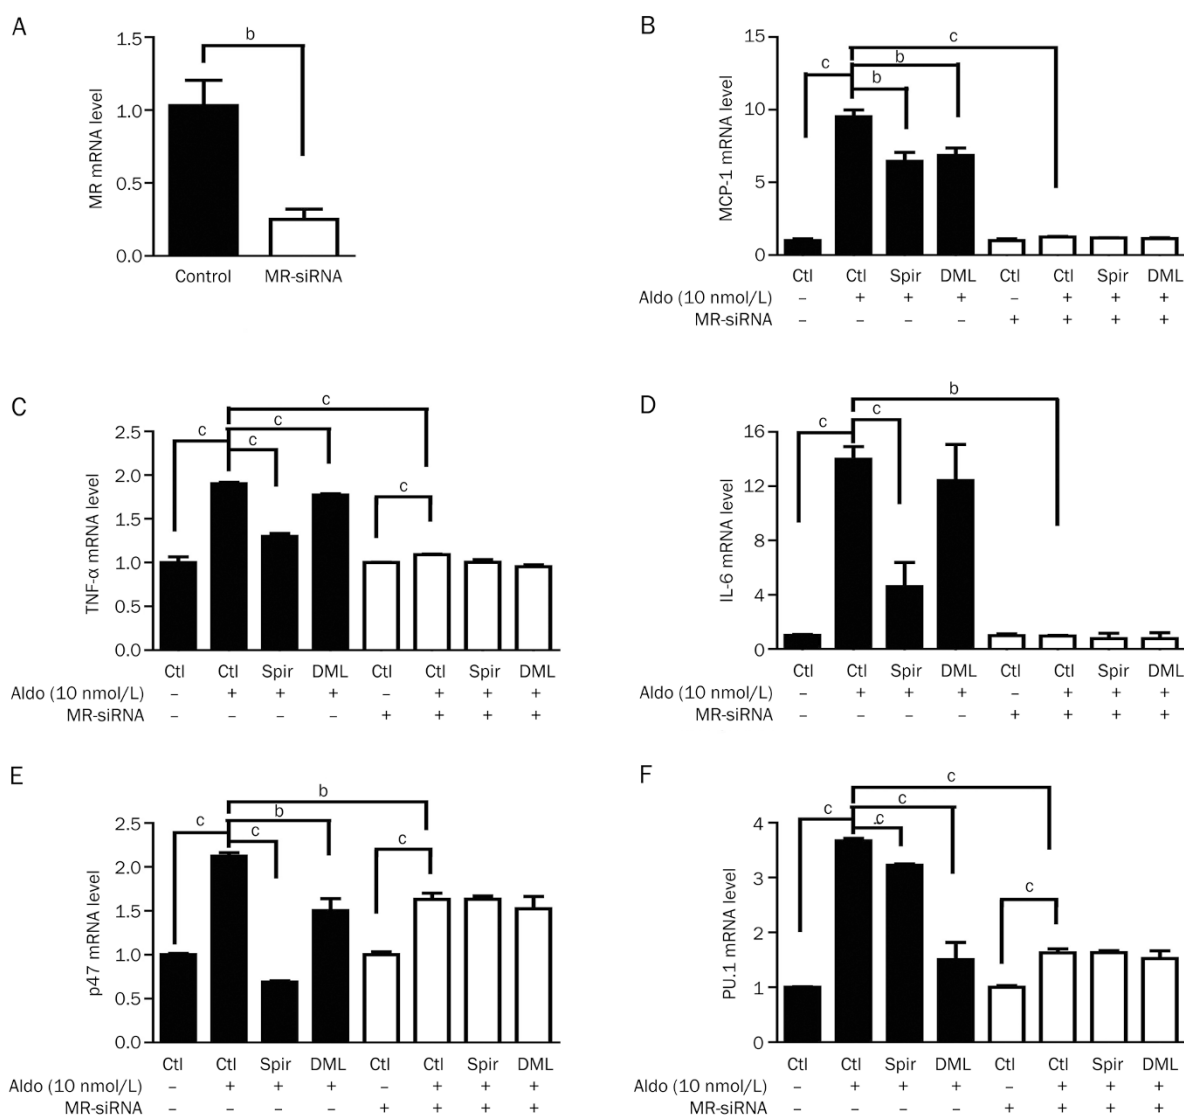 A
MR mRNA level
1.5
1.0
0.5
0.0
b
Control MR-siRNA
B
MCP-1 mRNA level
15
10
5
0
c
b
c
b
Ctl Ctl Spir DML Ctl Ctl Spir DML
Aldo (10 nmol/L) – + + + – + + +
MR-siRNA – – – – + + + +
C
TNF-α mRNA level
2.5
2.0
1.5
1.0
0.5
0.0
c
c
c
c
c
Ctl Ctl Spir DML Ctl Ctl Spir DML
Aldo (10 nmol/L) – + + + – + + +
MR-siRNA – – – – + + + +
D
IL-6 mRNA level
16
12
8
4
0
b
c
c
Ctl Ctl Spir DML Ctl Ctl Spir DML
Aldo (10 nmol/L) – + + + – + + +
MR-siRNA – – – – + + + +
E
p47 mRNA level
2.5
2.0
1.5
1.0
0.5
0.0
b
b
c
c
c
Ctl Ctl Spir DML Ctl Ctl Spir DML
Aldo (10 nmol/L) – + + + – + + +
MR-siRNA – – – – + + + +
F
PU.1 mRNA level
4
3
2
1
0
c
c
c
c
c
Ctl Ctl Spir DML Ctl Ctl Spir DML
Aldo (10 nmol/L) – + + + – + + +
MR-siRNA – – – – + + + +